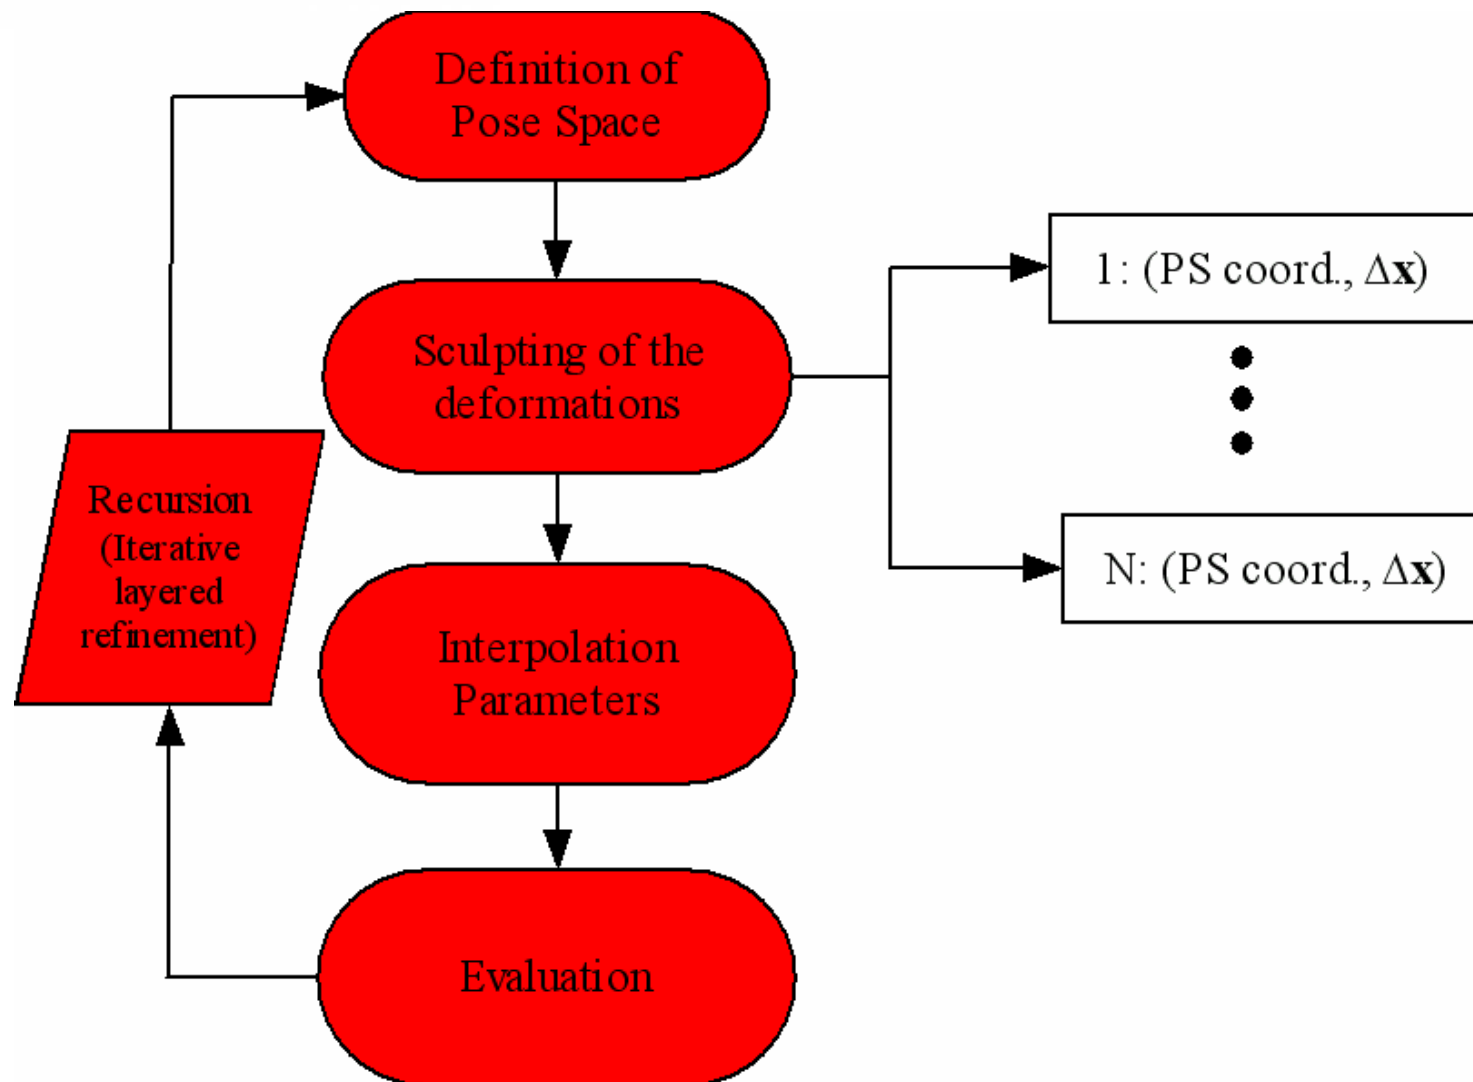 Definition of
Pose Space
Sculpting of the
deformations
1: (PS coord., Δx)
N: (PS coord., Δx)
Recursion
(Iterative
layered
refinement)
Interpolation
Parameters
Evaluation